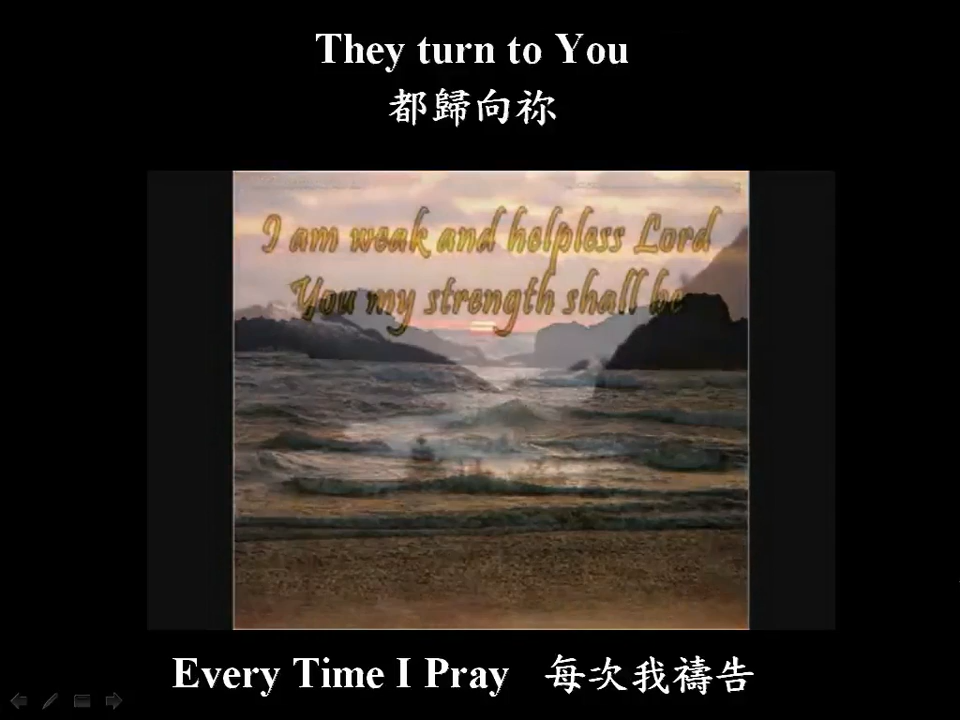 They turn to You
都歸向祢
I am weak and helpless Lord
You my strength shall be
Every Time I Pray 每次我禱告